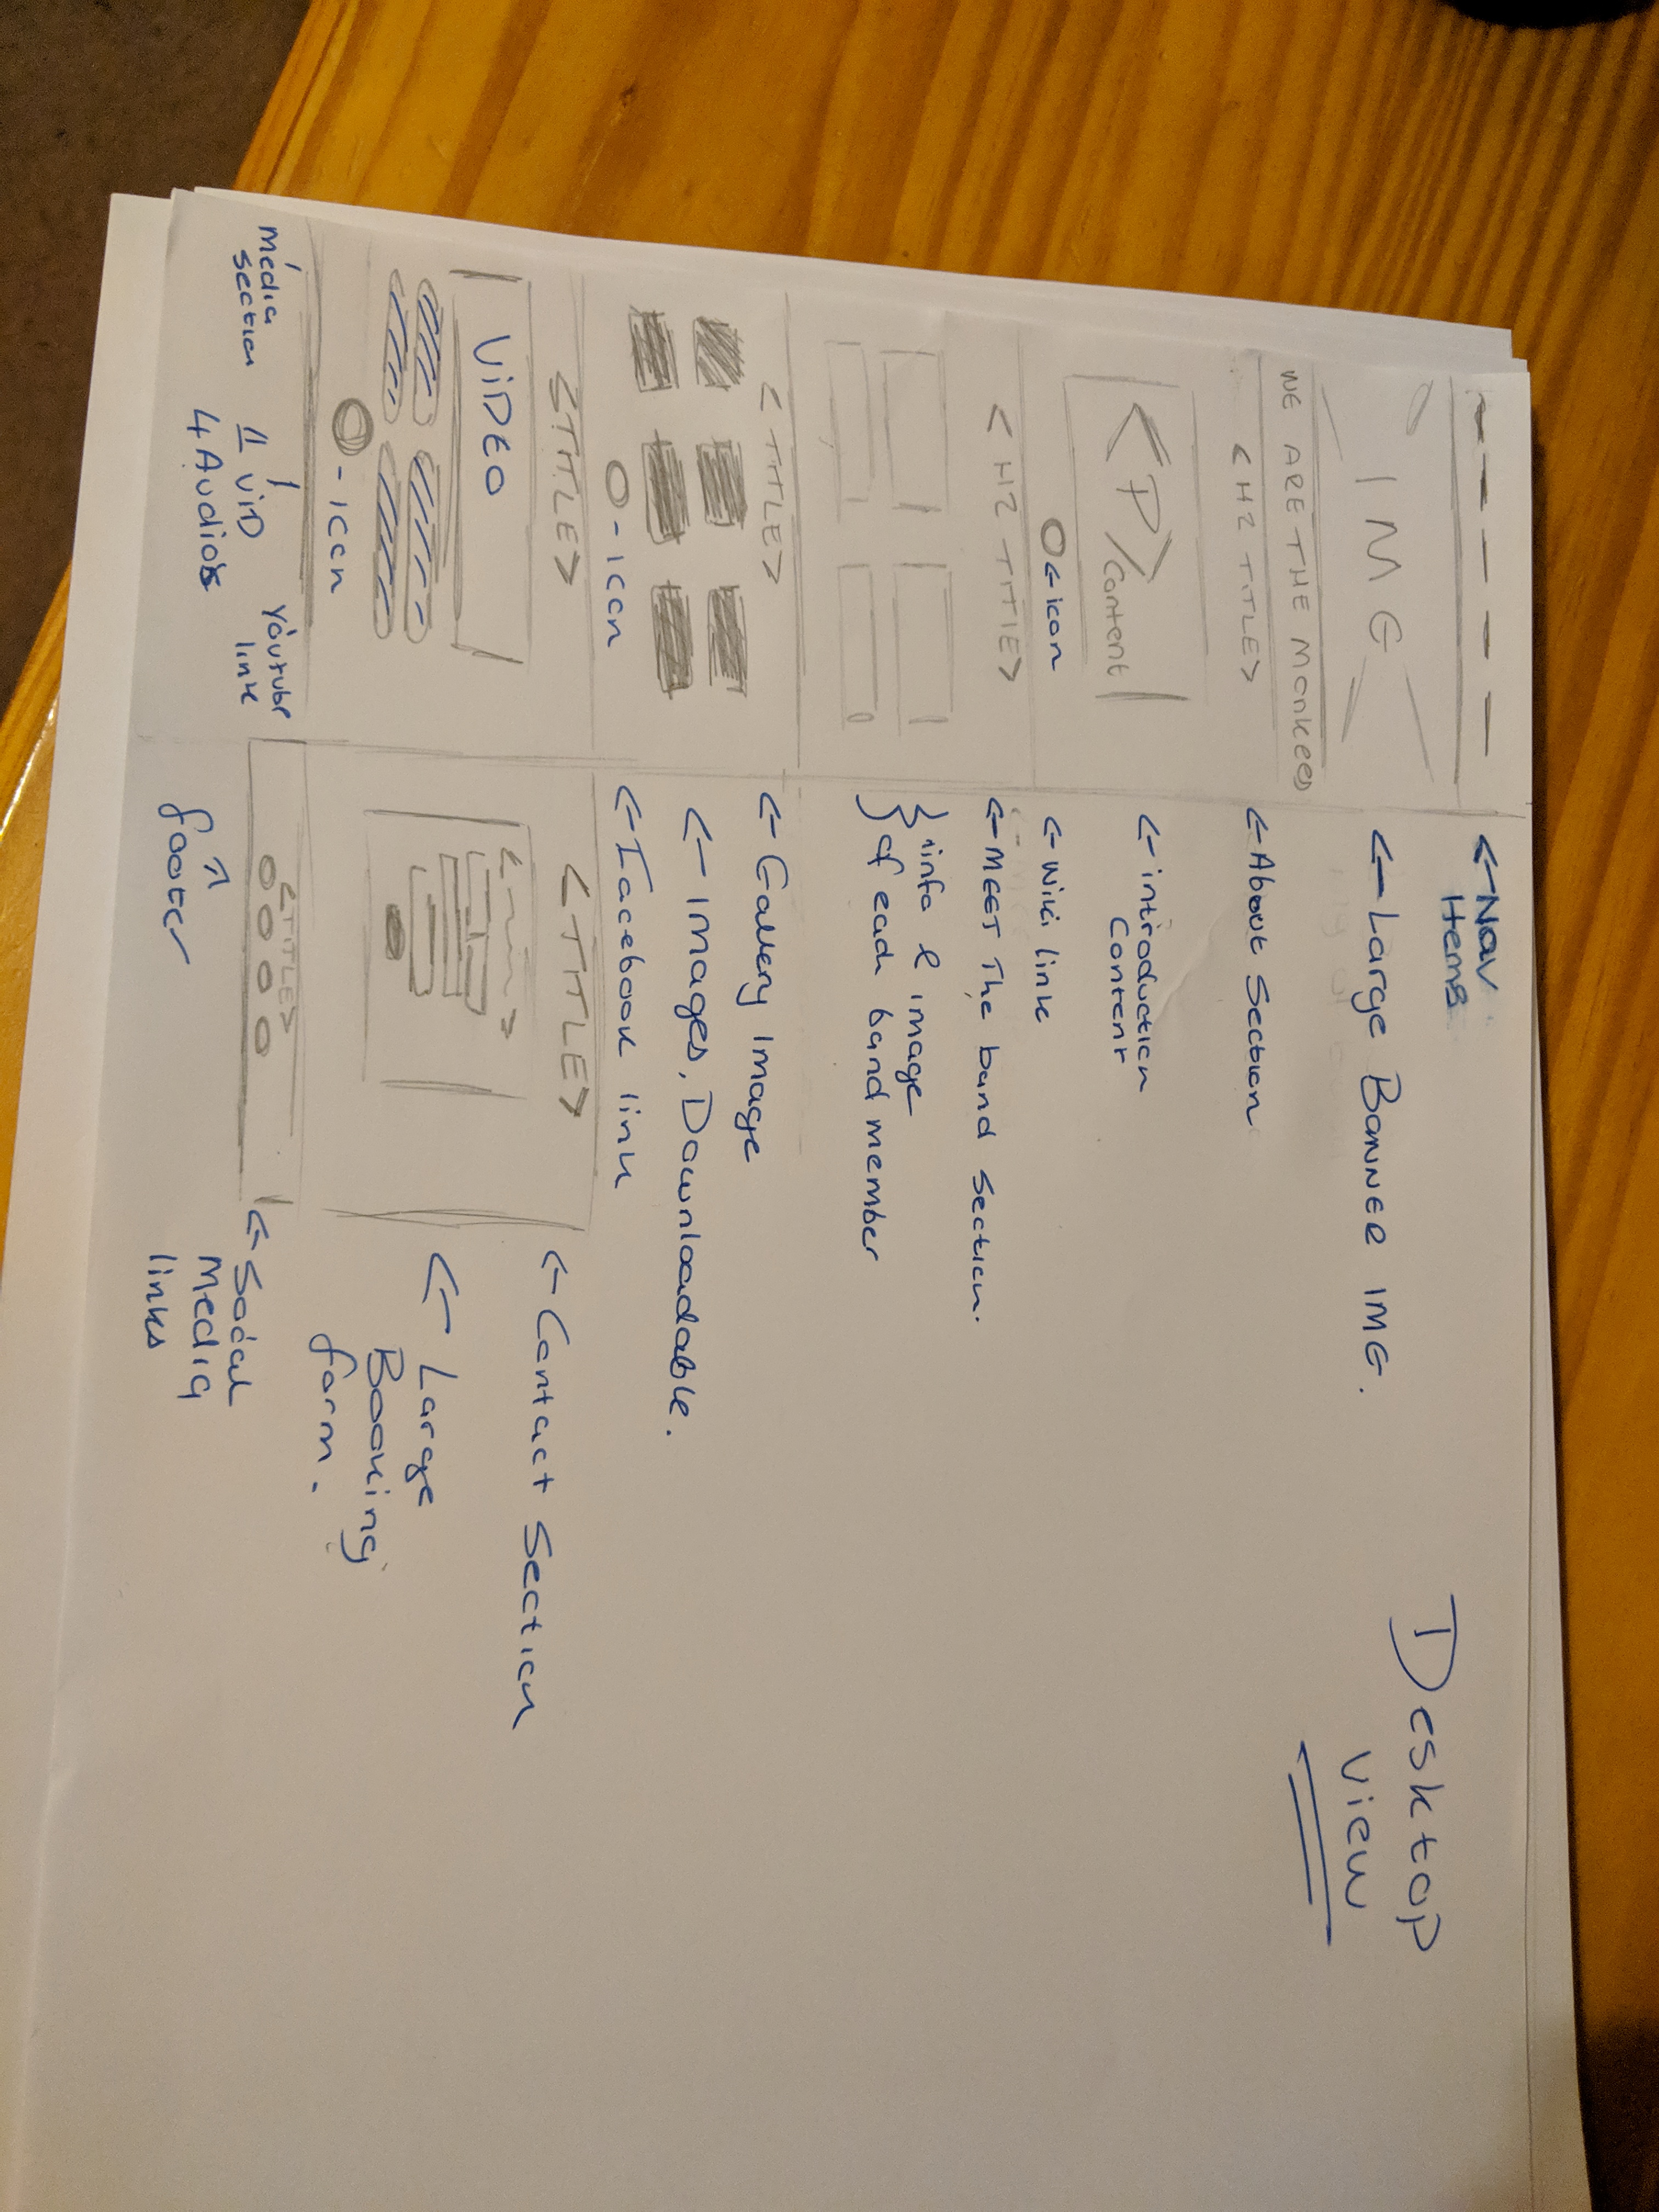 Desktop
View
← Nav
Items
IMG
← Large Banner IMG.
WE ARE THE MONKEES
< H2 TITLE>
← About Section
<P/>
Content
← introduction
Content
O ← icon
← Wiki link
< H2 TITLE>
← MEET The band Section.
} info & image
} of each band member
< TITLE>
← Gallery Image
← Images, Downloadable.
O - icon
← Facebook link
<TITLE>
VIDEO
O - icon
media
section
1 VID
4 Audios
Youtube
link
<TITLE>
← Contact Section
← Large
Booking
form.
<TITLE>
← Social
Media
links
↑
footer